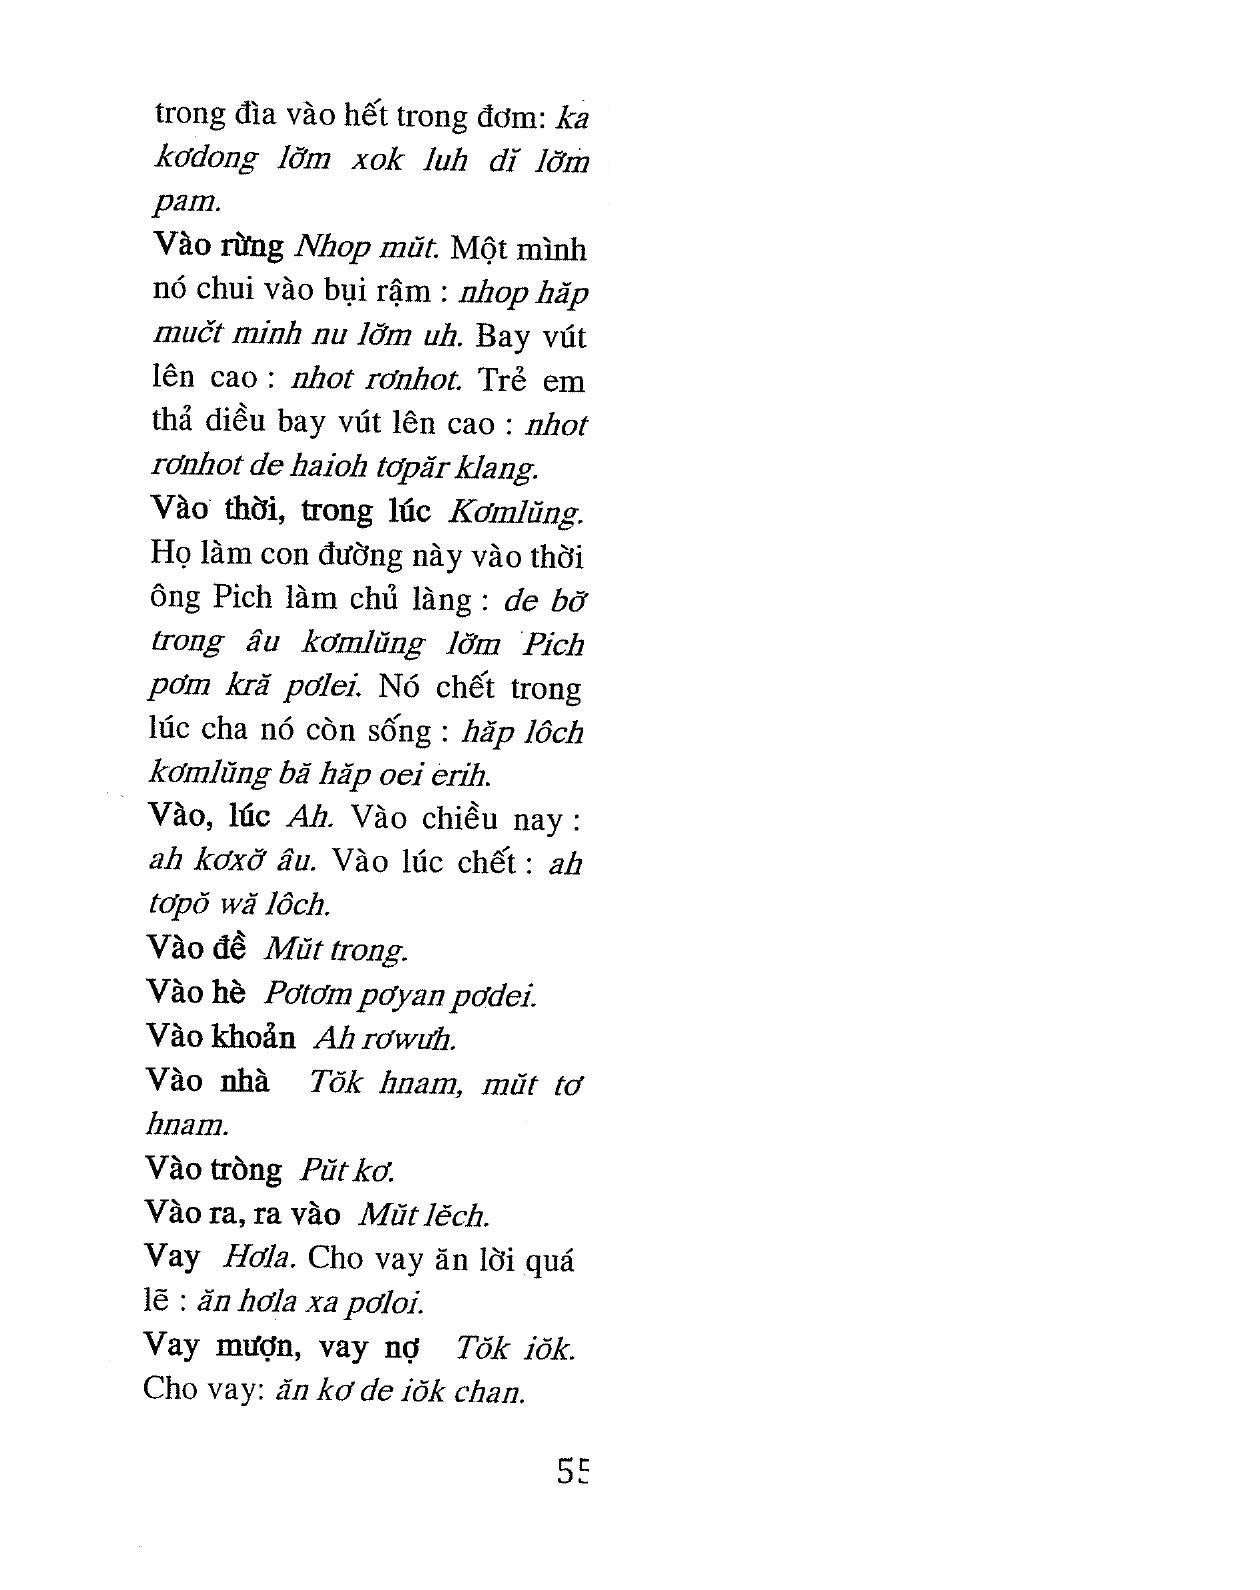 trong đìa vào hết trong đơm: ka
kơdong lơ̆m xok luh dĭ lơ̆m
pam.
Vào rừng Nhop mŭt. Một mình
nó chui vào bụi rậm : nhop hăp
muơ̆t minh nu lơ̆m uh. Bay vút
lên cao : nhot rơnhot. Trẻ em
thả diều bay vút lên cao : nhot
rơnhot de haioh tơpăr klang.
Vào thời, trong lúc Kơmlŭng.
Họ làm con đường này vào thời
ông Pich làm chủ làng : de bơ̆
trong âu kơmlŭng lơ̆m Pich
pơm kră pơlei. Nó chết trong
lúc cha nó còn sống : hăp lôch
kơmlŭng bă hăp oei erih.
Vào, lúc Ah. Vào chiều nay :
ah kơxơ̆ âu. Vào lúc chết : ah
tơpŏ wă lôch.
Vào đề Mŭt trong.
Vào hè Pơtơm pơyan pơdei.
Vào khoản Ah rơwưh.
Vào nhà Tŏk hnam, mŭt tơ
hnam.
Vào tròng Pŭt kơ.
Vào ra, ra vào Mŭt lĕch.
Vay Hơla. Cho vay ăn lời quá
lẽ : ăn hơla xa pơloi.
Vay mượn, vay nợ Tŏk iŏk.
Cho vay: ăn kơ de iŏk chan.